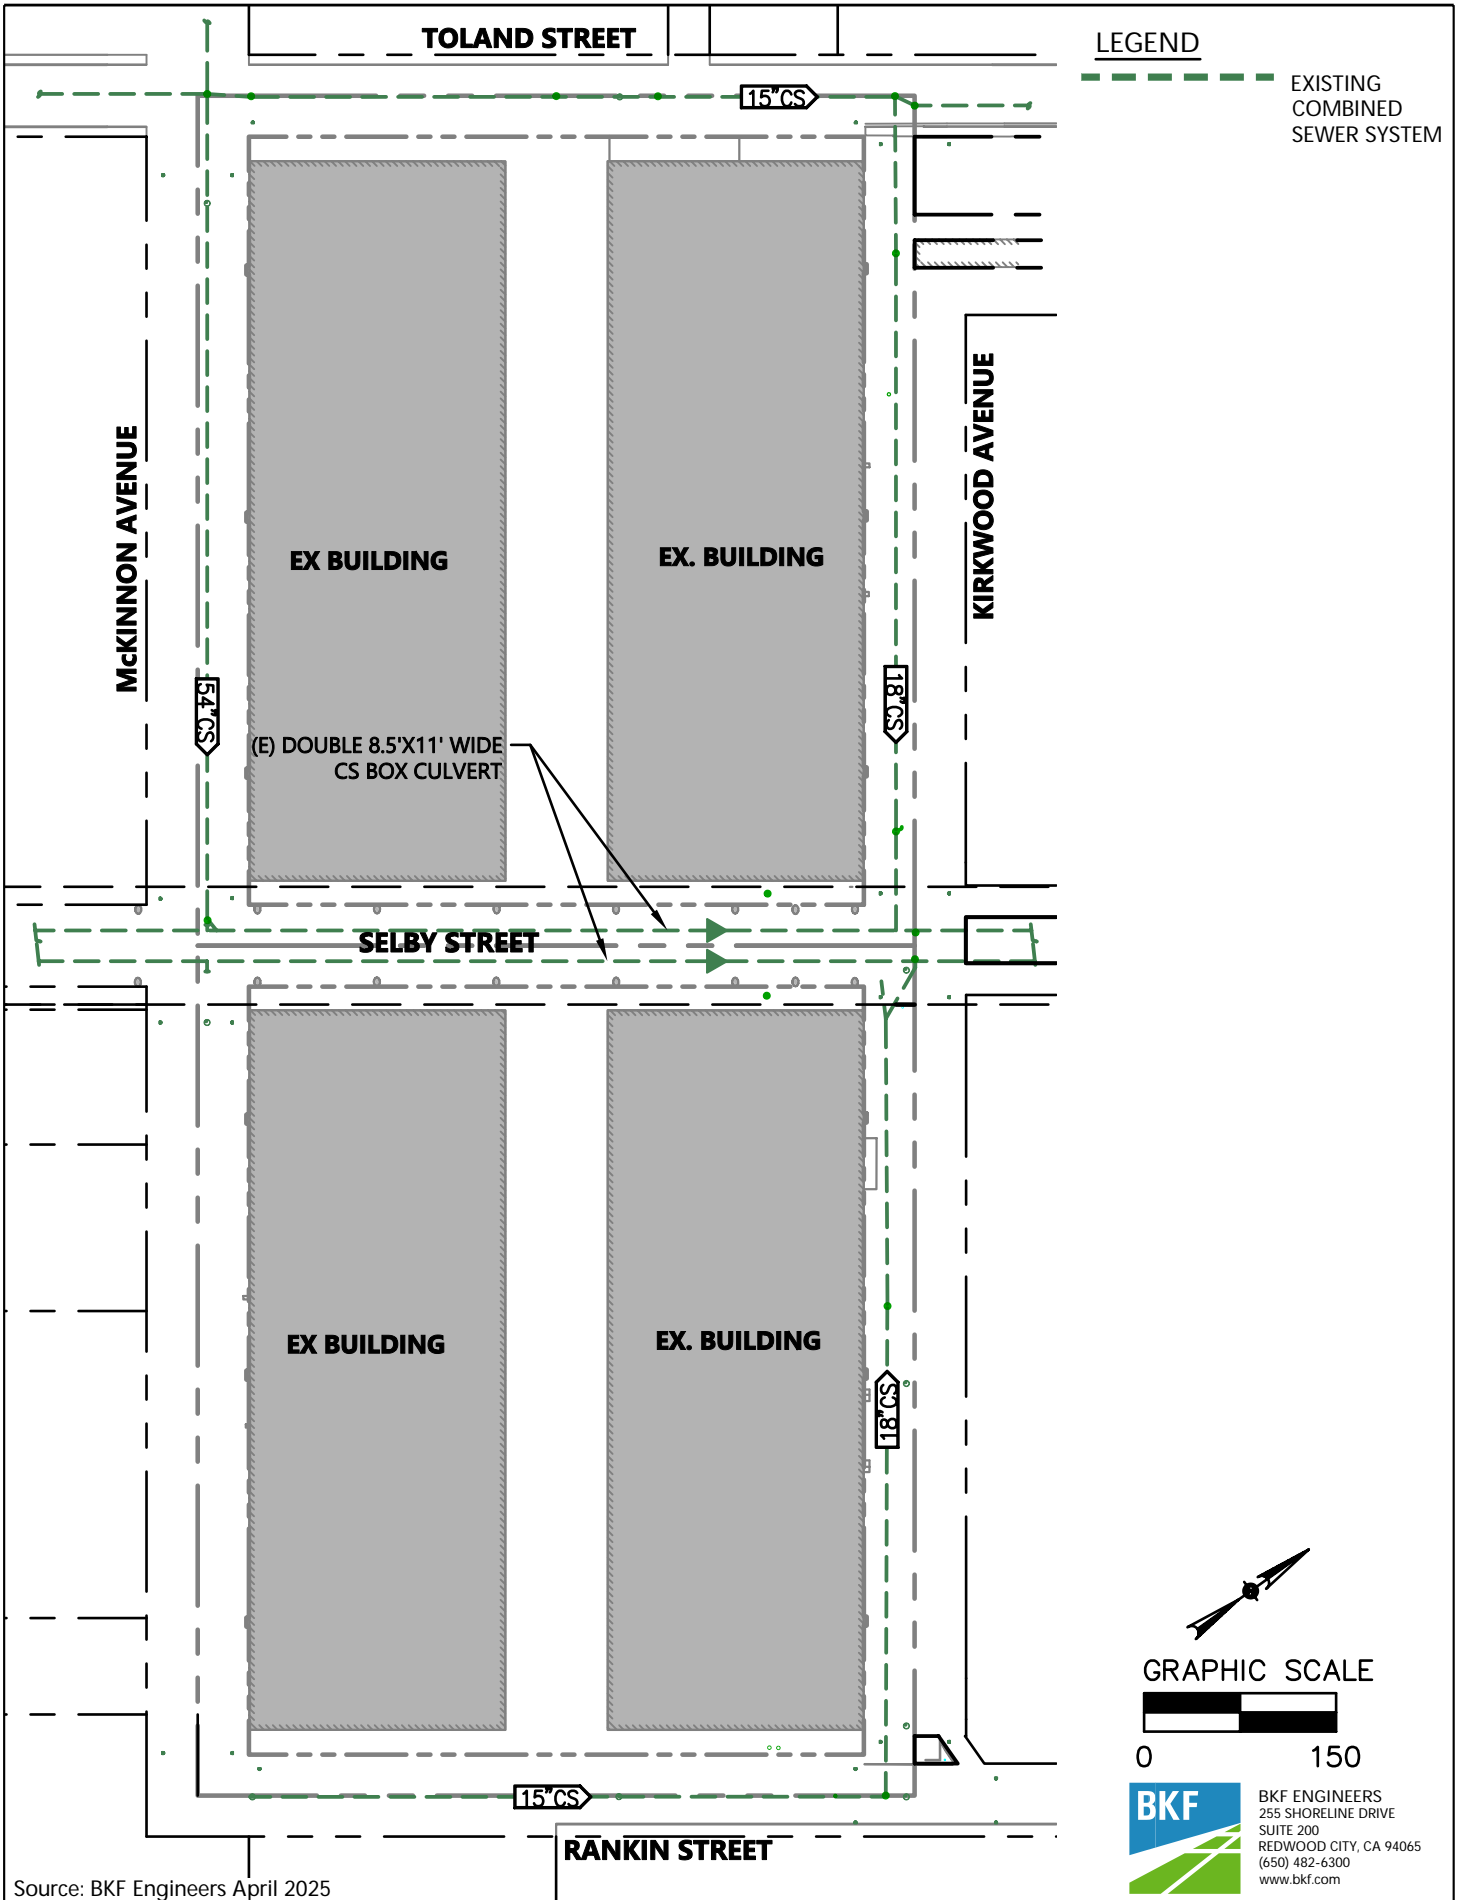 TOLAND STREET
LEGEND
EXISTING
COMBINED
SEWER SYSTEM
15"CS
McKINNON AVENUE
KIRKWOOD AVENUE
EX BUILDING
EX. BUILDING
54"CS
18"CS
(E) DOUBLE 8.5'X11' WIDE
CS BOX CULVERT
SELBY STREET
EX BUILDING
EX. BUILDING
18"CS
15"CS
RANKIN STREET
GRAPHIC SCALE
0 150
BKF
BKF ENGINEERS
255 SHORELINE DRIVE
SUITE 200
REDWOOD CITY, CA 94065
(650) 482-6300
www.bkf.com
Source: BKF Engineers April 2025